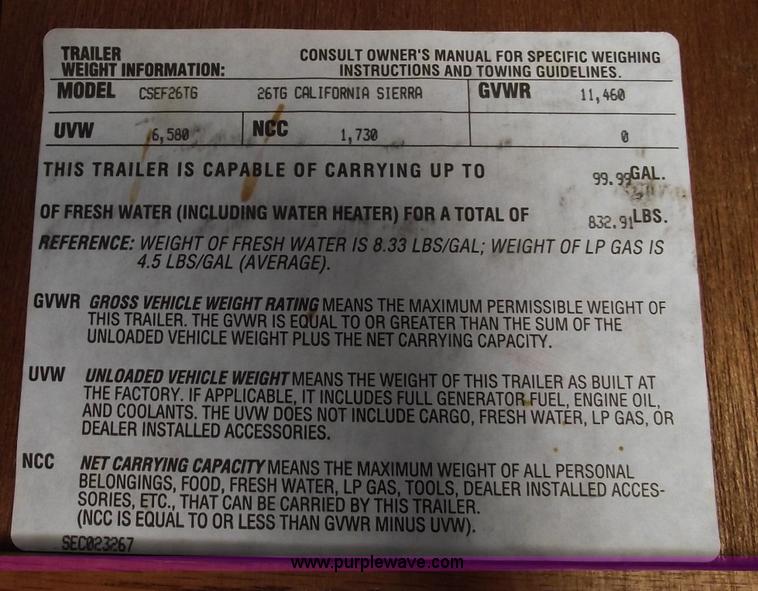 TRAILER
WEIGHT INFORMATION:
CONSULT OWNER'S MANUAL FOR SPECIFIC WEIGHING
INSTRUCTIONS AND TOWING GUIDELINES.
MODEL CSEF26TG 26TG CALIFORNIA SIERRA GVWR 11,460
UVW 6,580 NCC 1,730 0
THIS TRAILER IS CAPABLE OF CARRYING UP TO 99.99GAL.
OF FRESH WATER (INCLUDING WATER HEATER) FOR A TOTAL OF 832.91LBS.
REFERENCE: WEIGHT OF FRESH WATER IS 8.33 LBS/GAL; WEIGHT OF LP GAS IS
4.5 LBS/GAL (AVERAGE).
GVWR GROSS VEHICLE WEIGHT RATING MEANS THE MAXIMUM PERMISSIBLE WEIGHT OF
THIS TRAILER. THE GVWR IS EQUAL TO OR GREATER THAN THE SUM OF THE
UNLOADED VEHICLE WEIGHT PLUS THE NET CARRYING CAPACITY.
UVW UNLOADED VEHICLE WEIGHT MEANS THE WEIGHT OF THIS TRAILER AS BUILT AT
THE FACTORY. IF APPLICABLE, IT INCLUDES FULL GENERATOR FUEL, ENGINE OIL,
AND COOLANTS. THE UVW DOES NOT INCLUDE CARGO, FRESH WATER, LP GAS, OR
DEALER INSTALLED ACCESSORIES.
NCC NET CARRYING CAPACITY MEANS THE MAXIMUM WEIGHT OF ALL PERSONAL
BELONGINGS, FOOD, FRESH WATER, LP GAS, TOOLS, DEALER INSTALLED ACCES-
SORIES, ETC., THAT CAN BE CARRIED BY THIS TRAILER.
(NCC IS EQUAL TO OR LESS THAN GVWR MINUS UVW).
SEC023267
www.purplewave.com